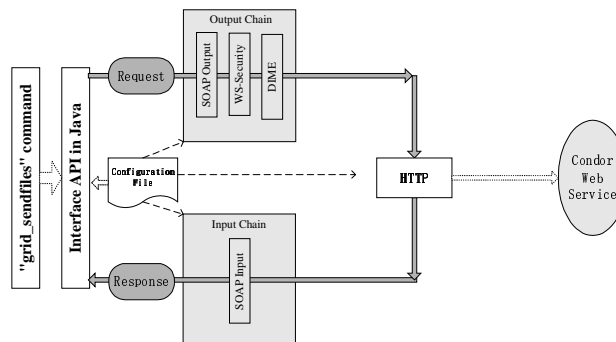 "grid_sendfiles" command
Interface API in Java
Request
Output Chain
SOAP Output
WS-Security
DIME
Configuration
File
HTTP
Condor
Web
Service
Input Chain
SOAP Input
Response